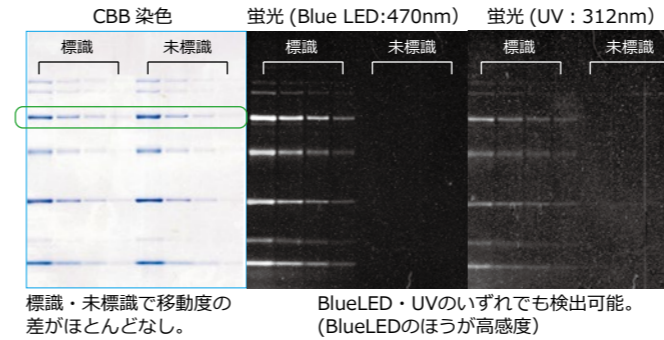 CBB 染色
蛍光 (Blue LED:470nm)
蛍光 (UV : 312nm)
標識
未標識
標識
未標識
標識
未標識
標識・未標識で移動度の
差がほとんどなし。
BlueLED・UVのいずれでも検出可能。
(BlueLEDのほうが高感度)